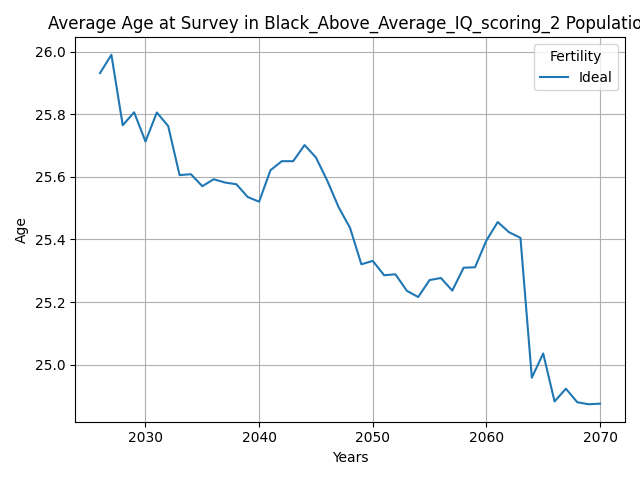 Average Age at Survey in Black_Above_Average_IQ_scoring_2 Populatio
26.0
25.8
25.6
25.4
25.2
25.0
Age
Fertility
Ideal
2030 2040 2050 2060 2070
Years